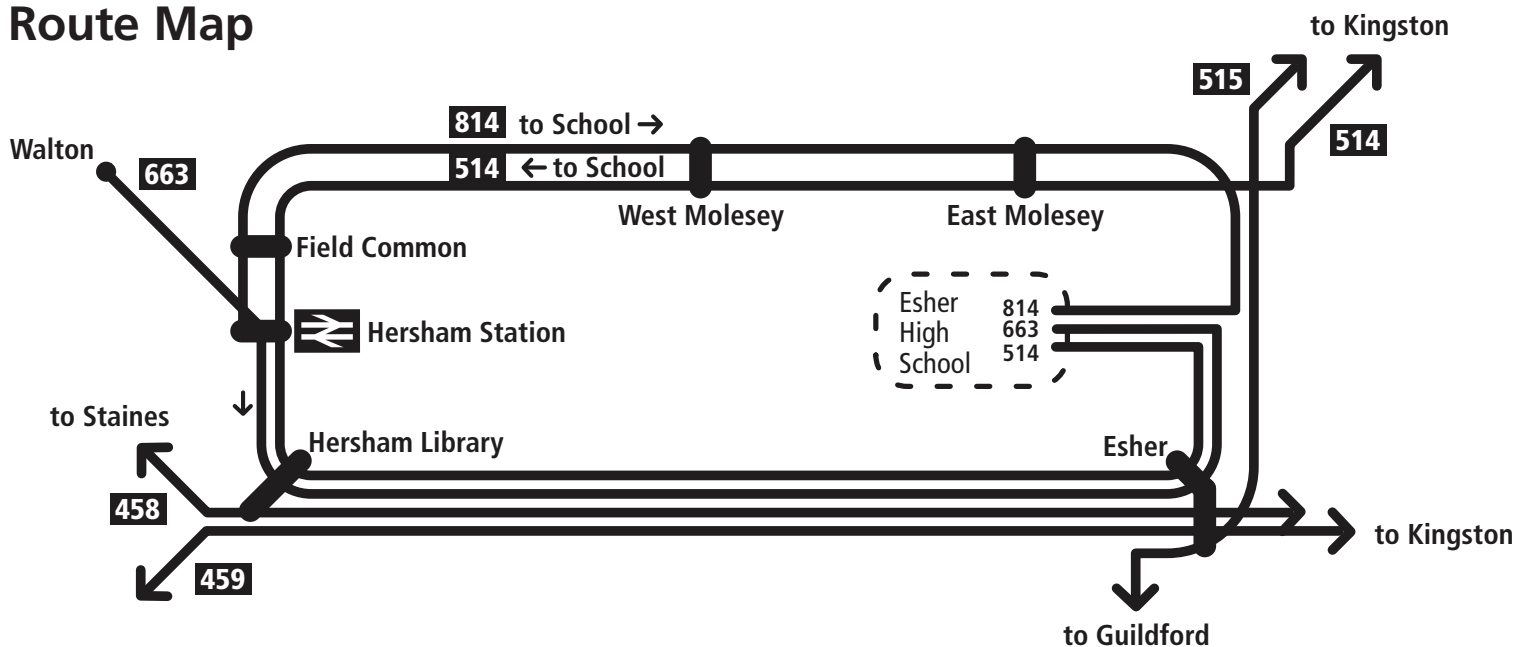 Route Map
to Kingston
515
814 to School →
514
Walton
663
514 ← to School
West Molesey
East Molesey
Field Common
Esher
High
School
814
663
514
Hersham Station
to Staines
Hersham Library
Esher
458
to Kingston
459
to Guildford